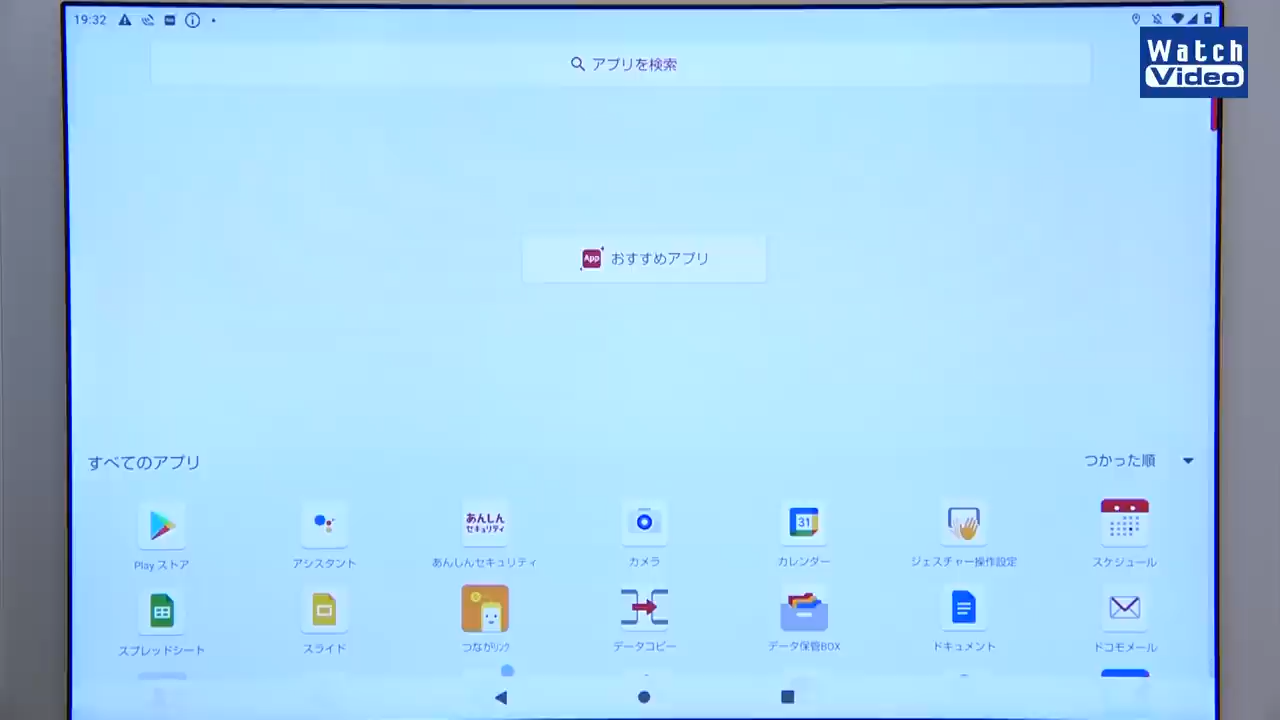 19:32
Watch
Video
アプリを検索
App おすすめアプリ
すべてのアプリ
つかった順
あんしん
セキュリティ
31
Play ストア
アシスタント
あんしんセキュリティ
カメラ
カレンダー
ジェスチャー操作設定
スケジュール
スプレッドシート
スライド
つながりンク
データコピー
データ保管BOX
ドキュメント
ドコモメール